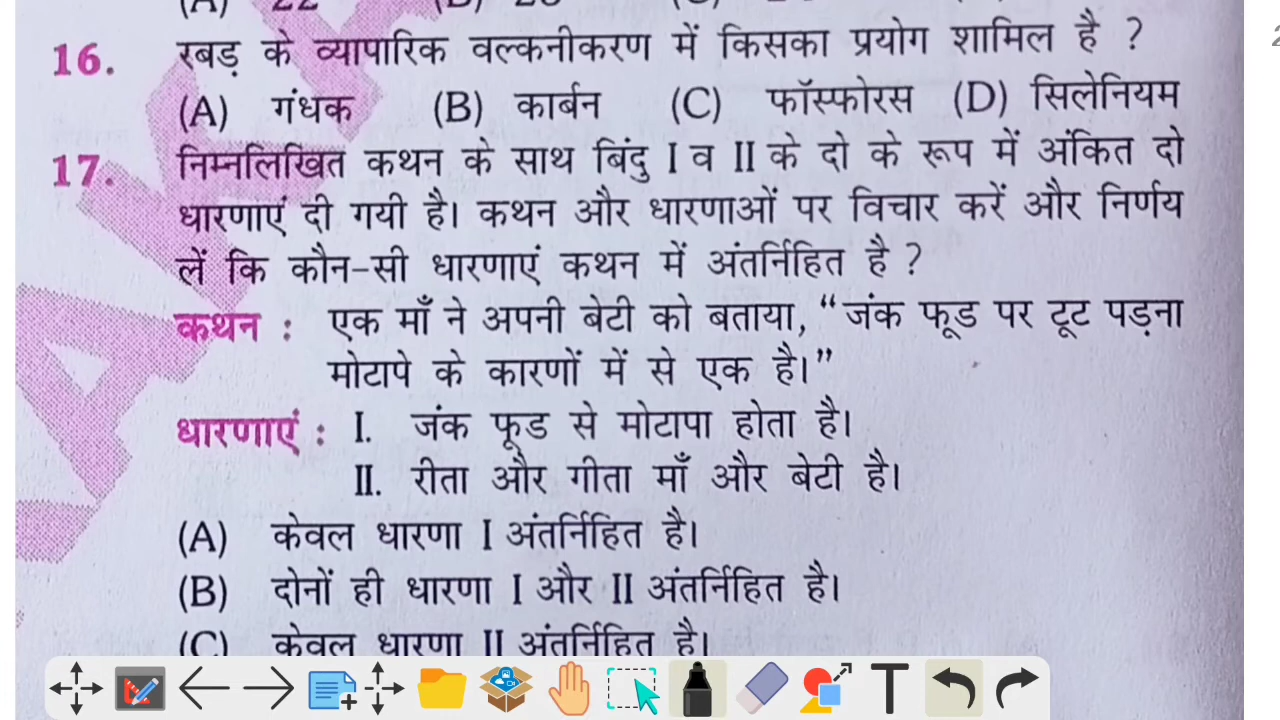 16. रबड़ के व्यापारिक वल्कनीकरण में किसका प्रयोग शामिल है ?
(A) गंधक (B) कार्बन (C) फॉस्फोरस (D) सिलेनियम
17. निम्नलिखित कथन के साथ बिंदु I व II के दो के रूप में अंकित दो
धारणाएं दी गयी है। कथन और धारणाओं पर विचार करें और निर्णय
लें कि कौन-सी धारणाएं कथन में अंतर्निहित है ?
कथन : एक माँ ने अपनी बेटी को बताया, “जंक फूड पर टूट पड़ना
मोटापे के कारणों में से एक है।”
धारणाएं : I. जंक फूड से मोटापा होता है।
II. रीता और गीता माँ और बेटी है।
(A) केवल धारणा I अंतर्निहित है।
(B) दोनों ही धारणा I और II अंतर्निहित है।
(C) केवल धारणा II अंतर्निहित है।